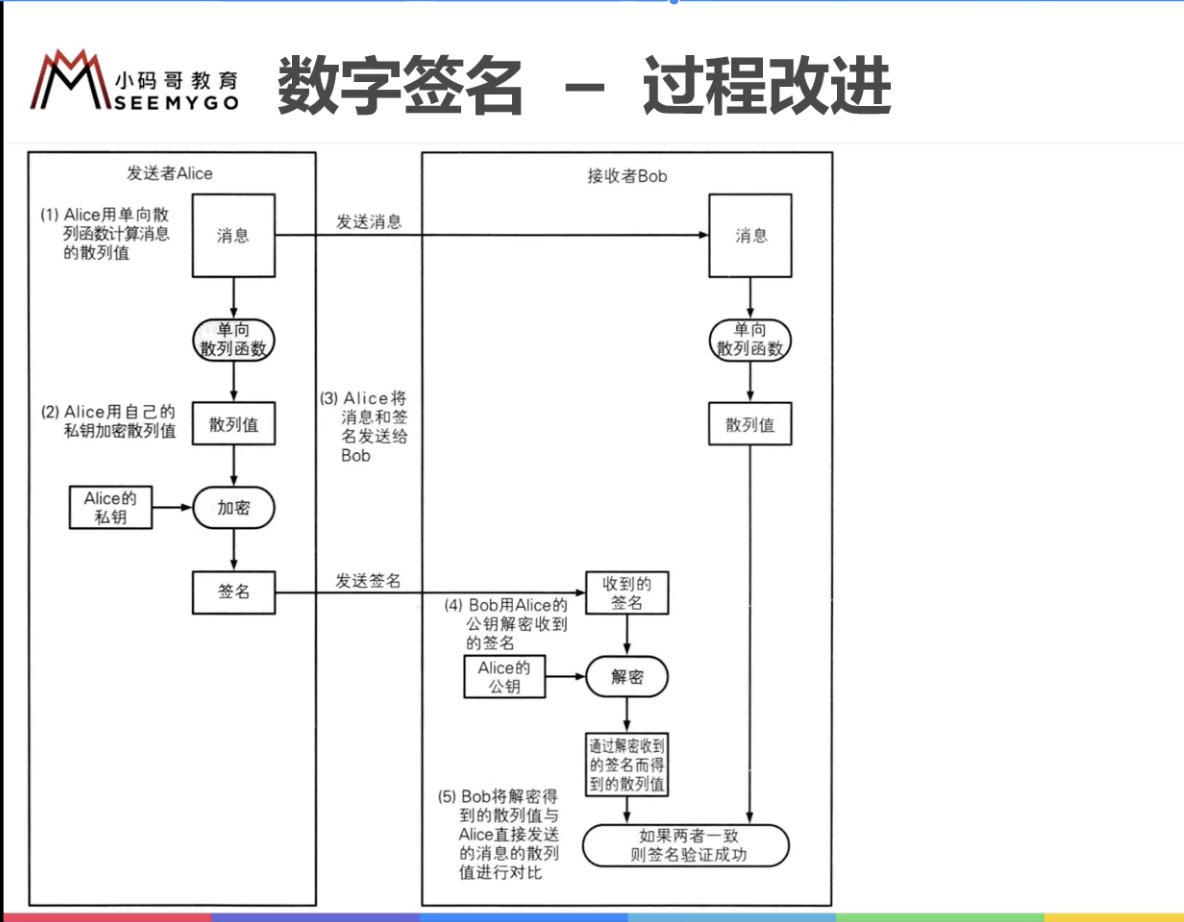 小码哥教育
SEEMYGO
数字签名 - 过程改进
发送者Alice
(1) Alice用单向散
列函数计算消息
的散列值
消息
单向
散列函数
(2) Alice用自己的
私钥加密散列值
散列值
Alice的
私钥
加密
签名
发送消息
(3) Alice将
消息和签
名发送给
Bob
发送签名
接收者Bob
消息
单向
散列函数
散列值
收到的
签名
(4) Bob用Alice的
公钥解密收到
的签名
Alice的
公钥
解密
通过解密收到
的签名而得
到的散列值
(5) Bob将解密得
到的散列值与
Alice直接发送
的消息的散列
值进行对比
如果两者一致
则签名验证成功